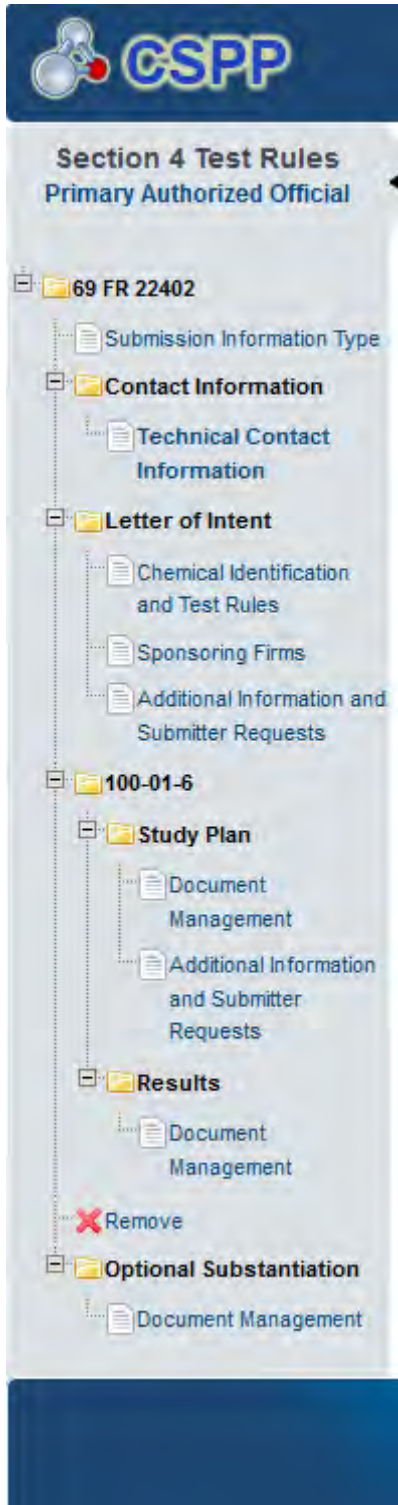 CSPP
Section 4 Test Rules
Primary Authorized Official
69 FR 22402
Submission Information Type
Contact Information
Technical Contact
Information
Letter of Intent
Chemical Identification
and Test Rules
Sponsoring Firms
Additional Information and
Submitter Requests
100-01-6
Study Plan
Document
Management
Additional Information
and Submitter
Requests
Results
Document
Management
Remove
Optional Substantiation
Document Management